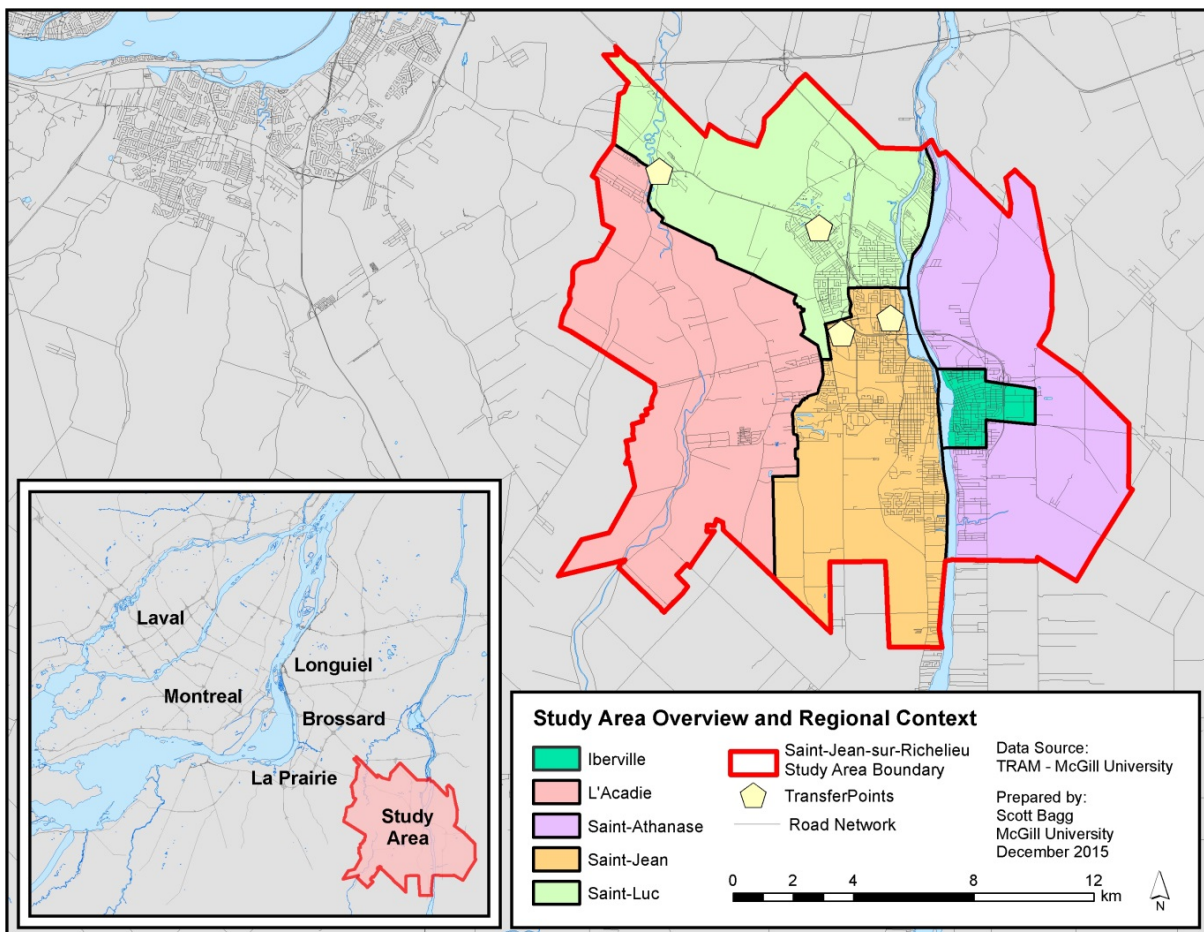 Laval
Longuiel
Montreal
Brossard
La Prairie
Study
Area
Study Area Overview and Regional Context
Iberville
L'Acadie
Saint-Athanase
Saint-Jean
Saint-Luc
Saint-Jean-sur-Richelieu
Study Area Boundary
TransferPoints
Road Network
Data Source:
TRAM - McGill University
Prepared by:
Scott Bagg
McGill University
December 2015
0 2 4 8 12
km
N